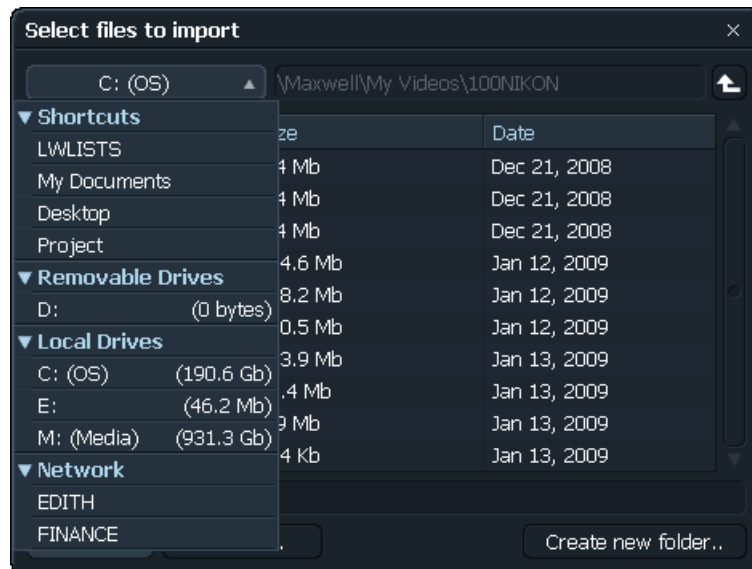 Select files to import
C: (OS) \Maxwell\My Videos\100NIKON
Shortcuts
LWLISTS
My Documents
Desktop
Project
Removable Drives
D: (0 bytes)
Local Drives
C: (OS) (190.6 Gb)
E: (46.2 Mb)
M: (Media) (931.3 Gb)
Network
EDITH
FINANCE
ze Date
4 Mb Dec 21, 2008
4 Mb Dec 21, 2008
4 Mb Dec 21, 2008
4.6 Mb Jan 12, 2009
8.2 Mb Jan 12, 2009
0.5 Mb Jan 12, 2009
3.9 Mb Jan 13, 2009
.4 Mb Jan 13, 2009
9 Mb Jan 13, 2009
4 Kb Jan 13, 2009
Create new folder..